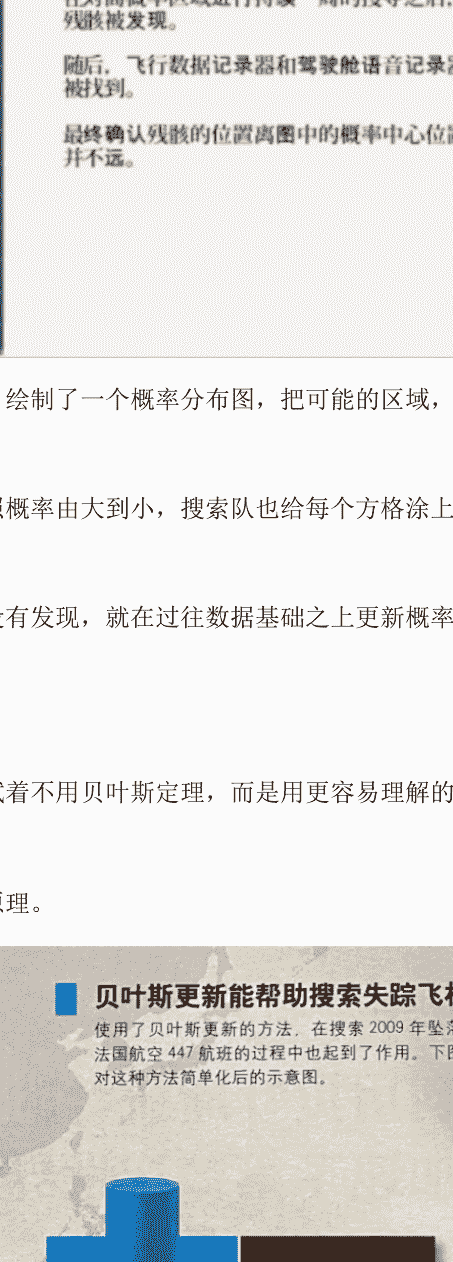 残骸被发现。
随后，飞行数据记录器和驾驶舱语音记录
被找到。
最终确认残骸的位置离图中的概率中心位
并不远。
绘制了一个概率分布图，把可能的区域，
概率由大到小，搜索队也给每个方格涂上
有发现，就在过往数据基础之上更新概率
着不用贝叶斯定理，而是用更容易理解的
理。
贝叶斯更新能帮助搜索失踪飞
使用了贝叶斯更新的方法，在搜索 2009 年坠
法国航空 447 航班的过程中也起到了作用。下
对这种方法简单化后的示意图。